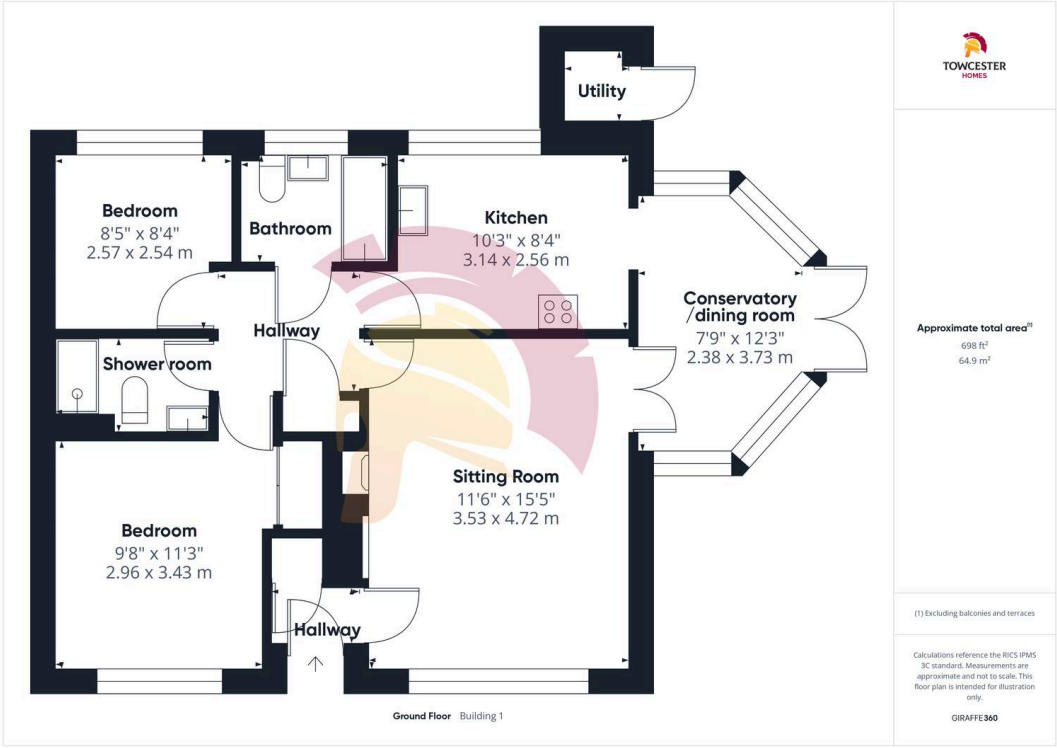 Utility
Bedroom
8'5" x 8'4"
2.57 x 2.54 m
Bathroom
Kitchen
10'3" x 8'4"
3.14 x 2.56 m
Conservatory
/dining room
7'9" x 12'3"
2.38 x 3.73 m
Hallway
Shower room
Sitting Room
11'6" x 15'5"
3.53 x 4.72 m
Bedroom
9'8" x 11'3"
2.96 x 3.43 m
Hallway
Ground Floor Building 1
TOWCESTER
HOMES
Approximate total area(1)
698 ft²
64.9 m²
(1) Excluding balconies and terraces
Calculations reference the RICS IPMS
3C standard. Measurements are
approximate and not to scale. This
floor plan is intended for illustration
only.
GIRAFFE360